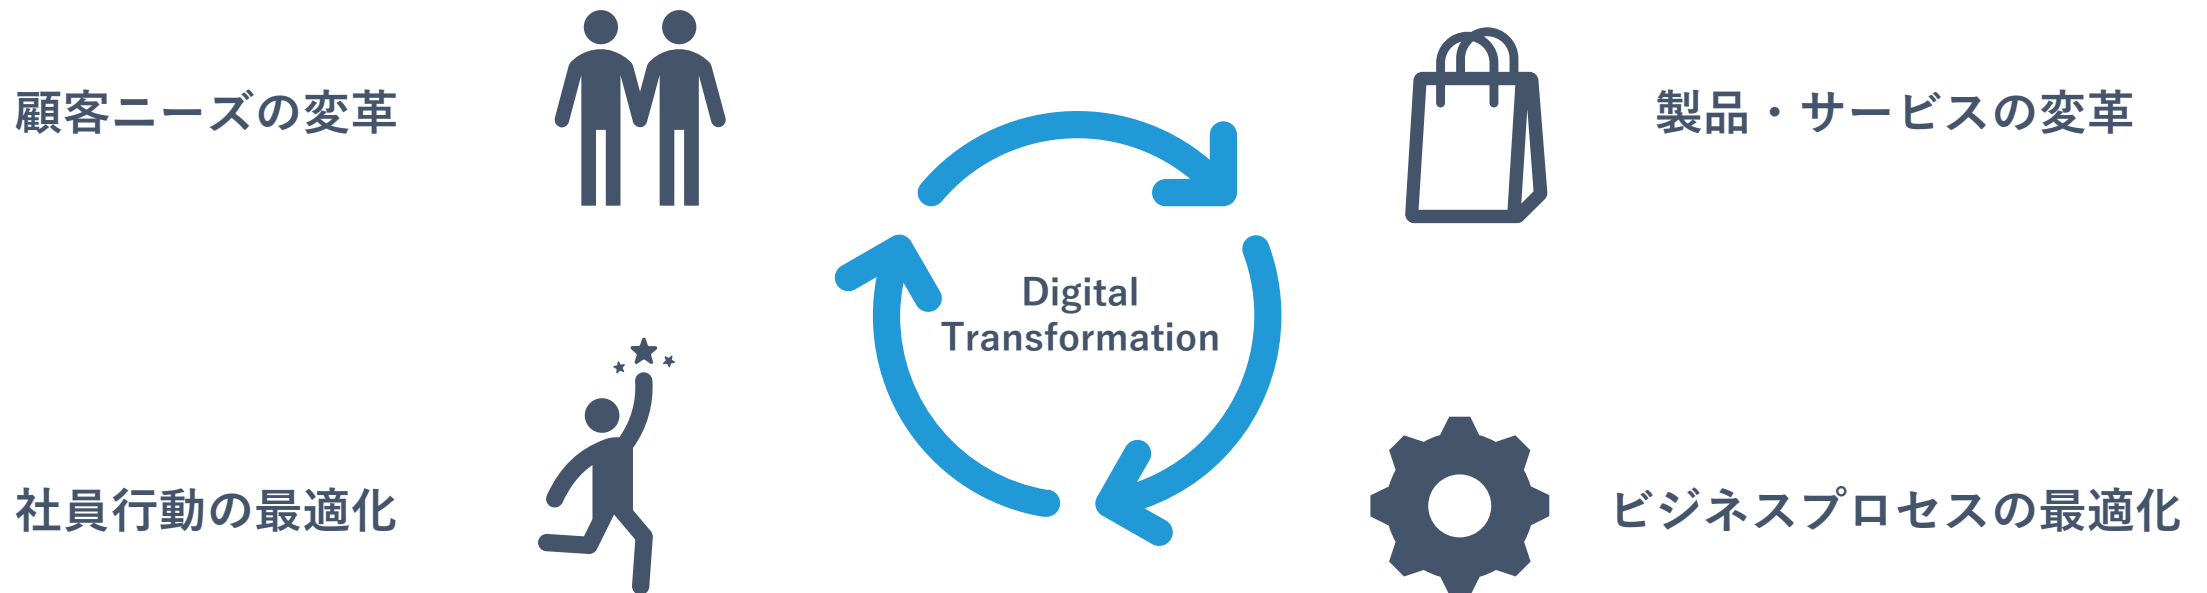 顧客ニーズの変革
製品・サービスの変革
Digital
Transformation
社員行動の最適化
ビジネスプロセスの最適化